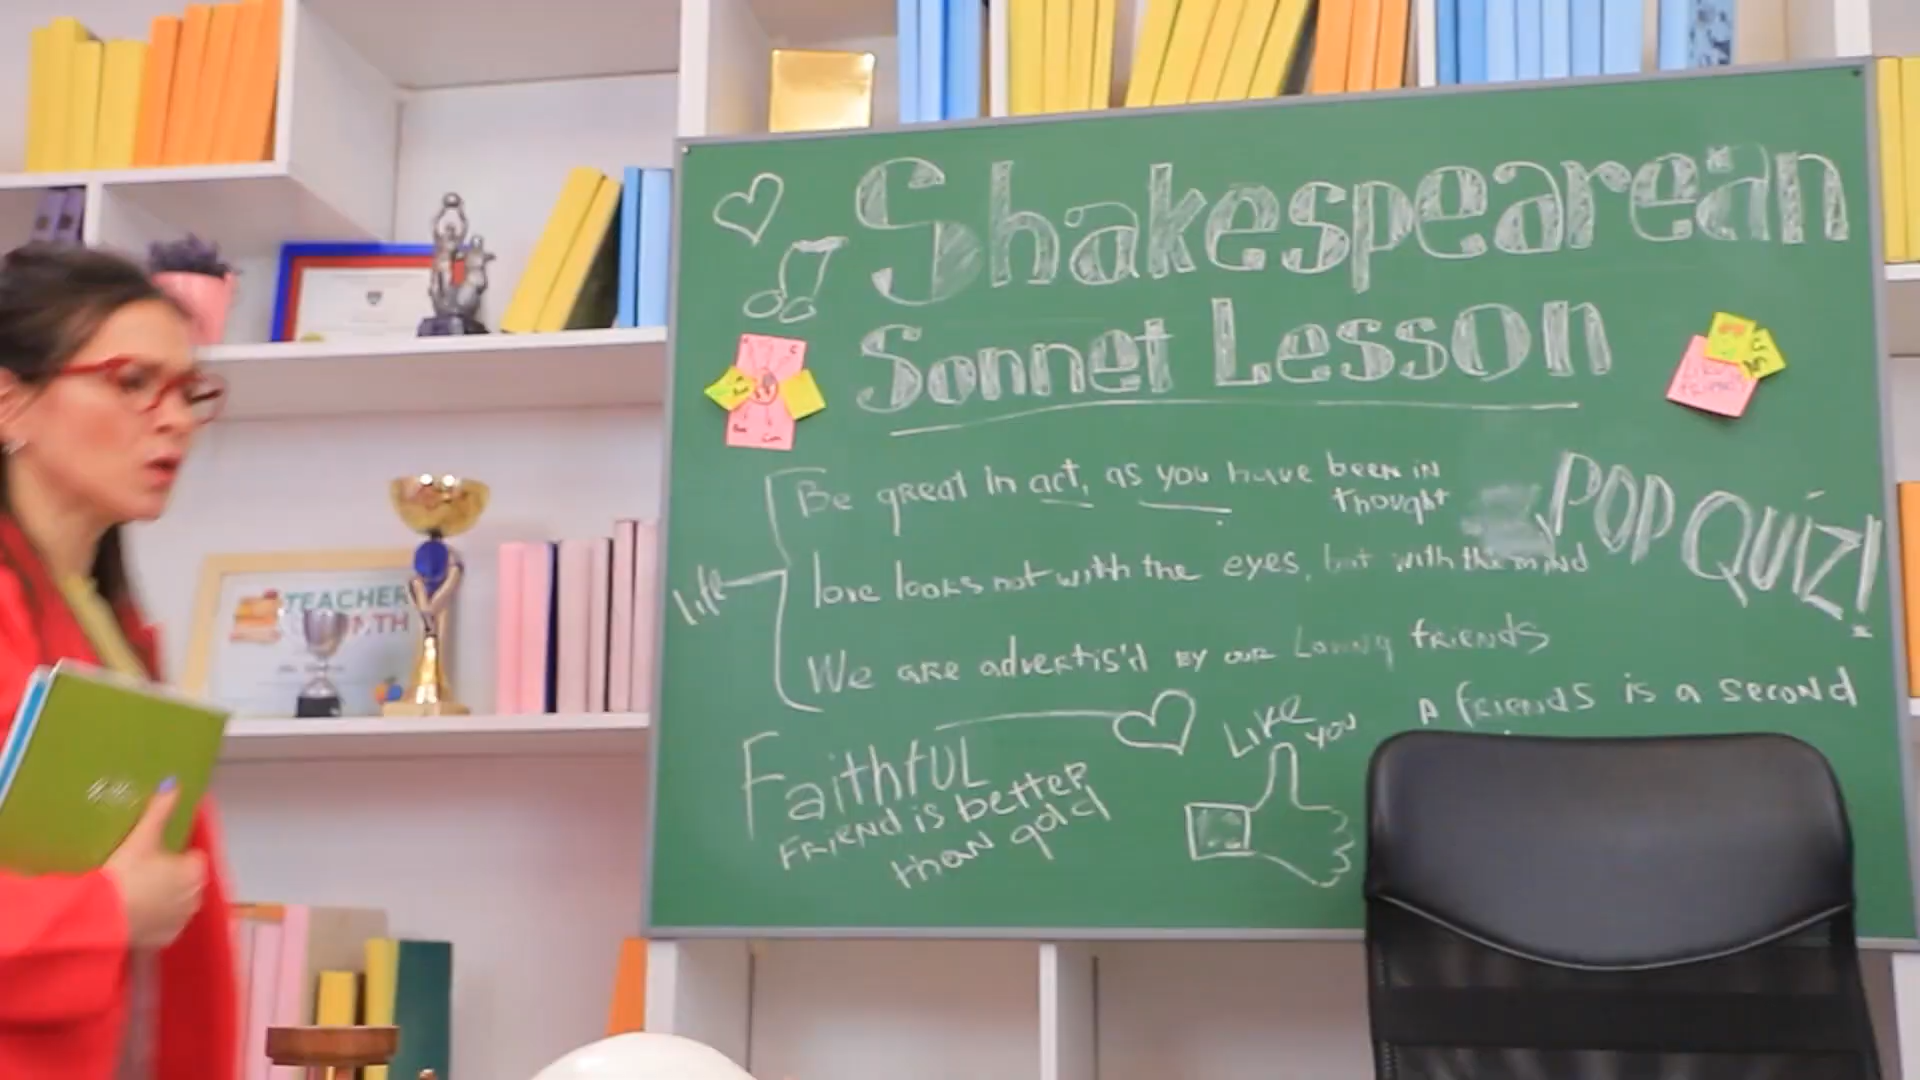 Shakespearean
Sonnet Lesson
Be great in act, as you have been in
thought
POP QUIZ!
life
love looks not with the eyes, but with the mind
We are advertis'd by our Loving friends
A friends is a second
Like
you
Faithful
Friend is better
than gold
TEACHER